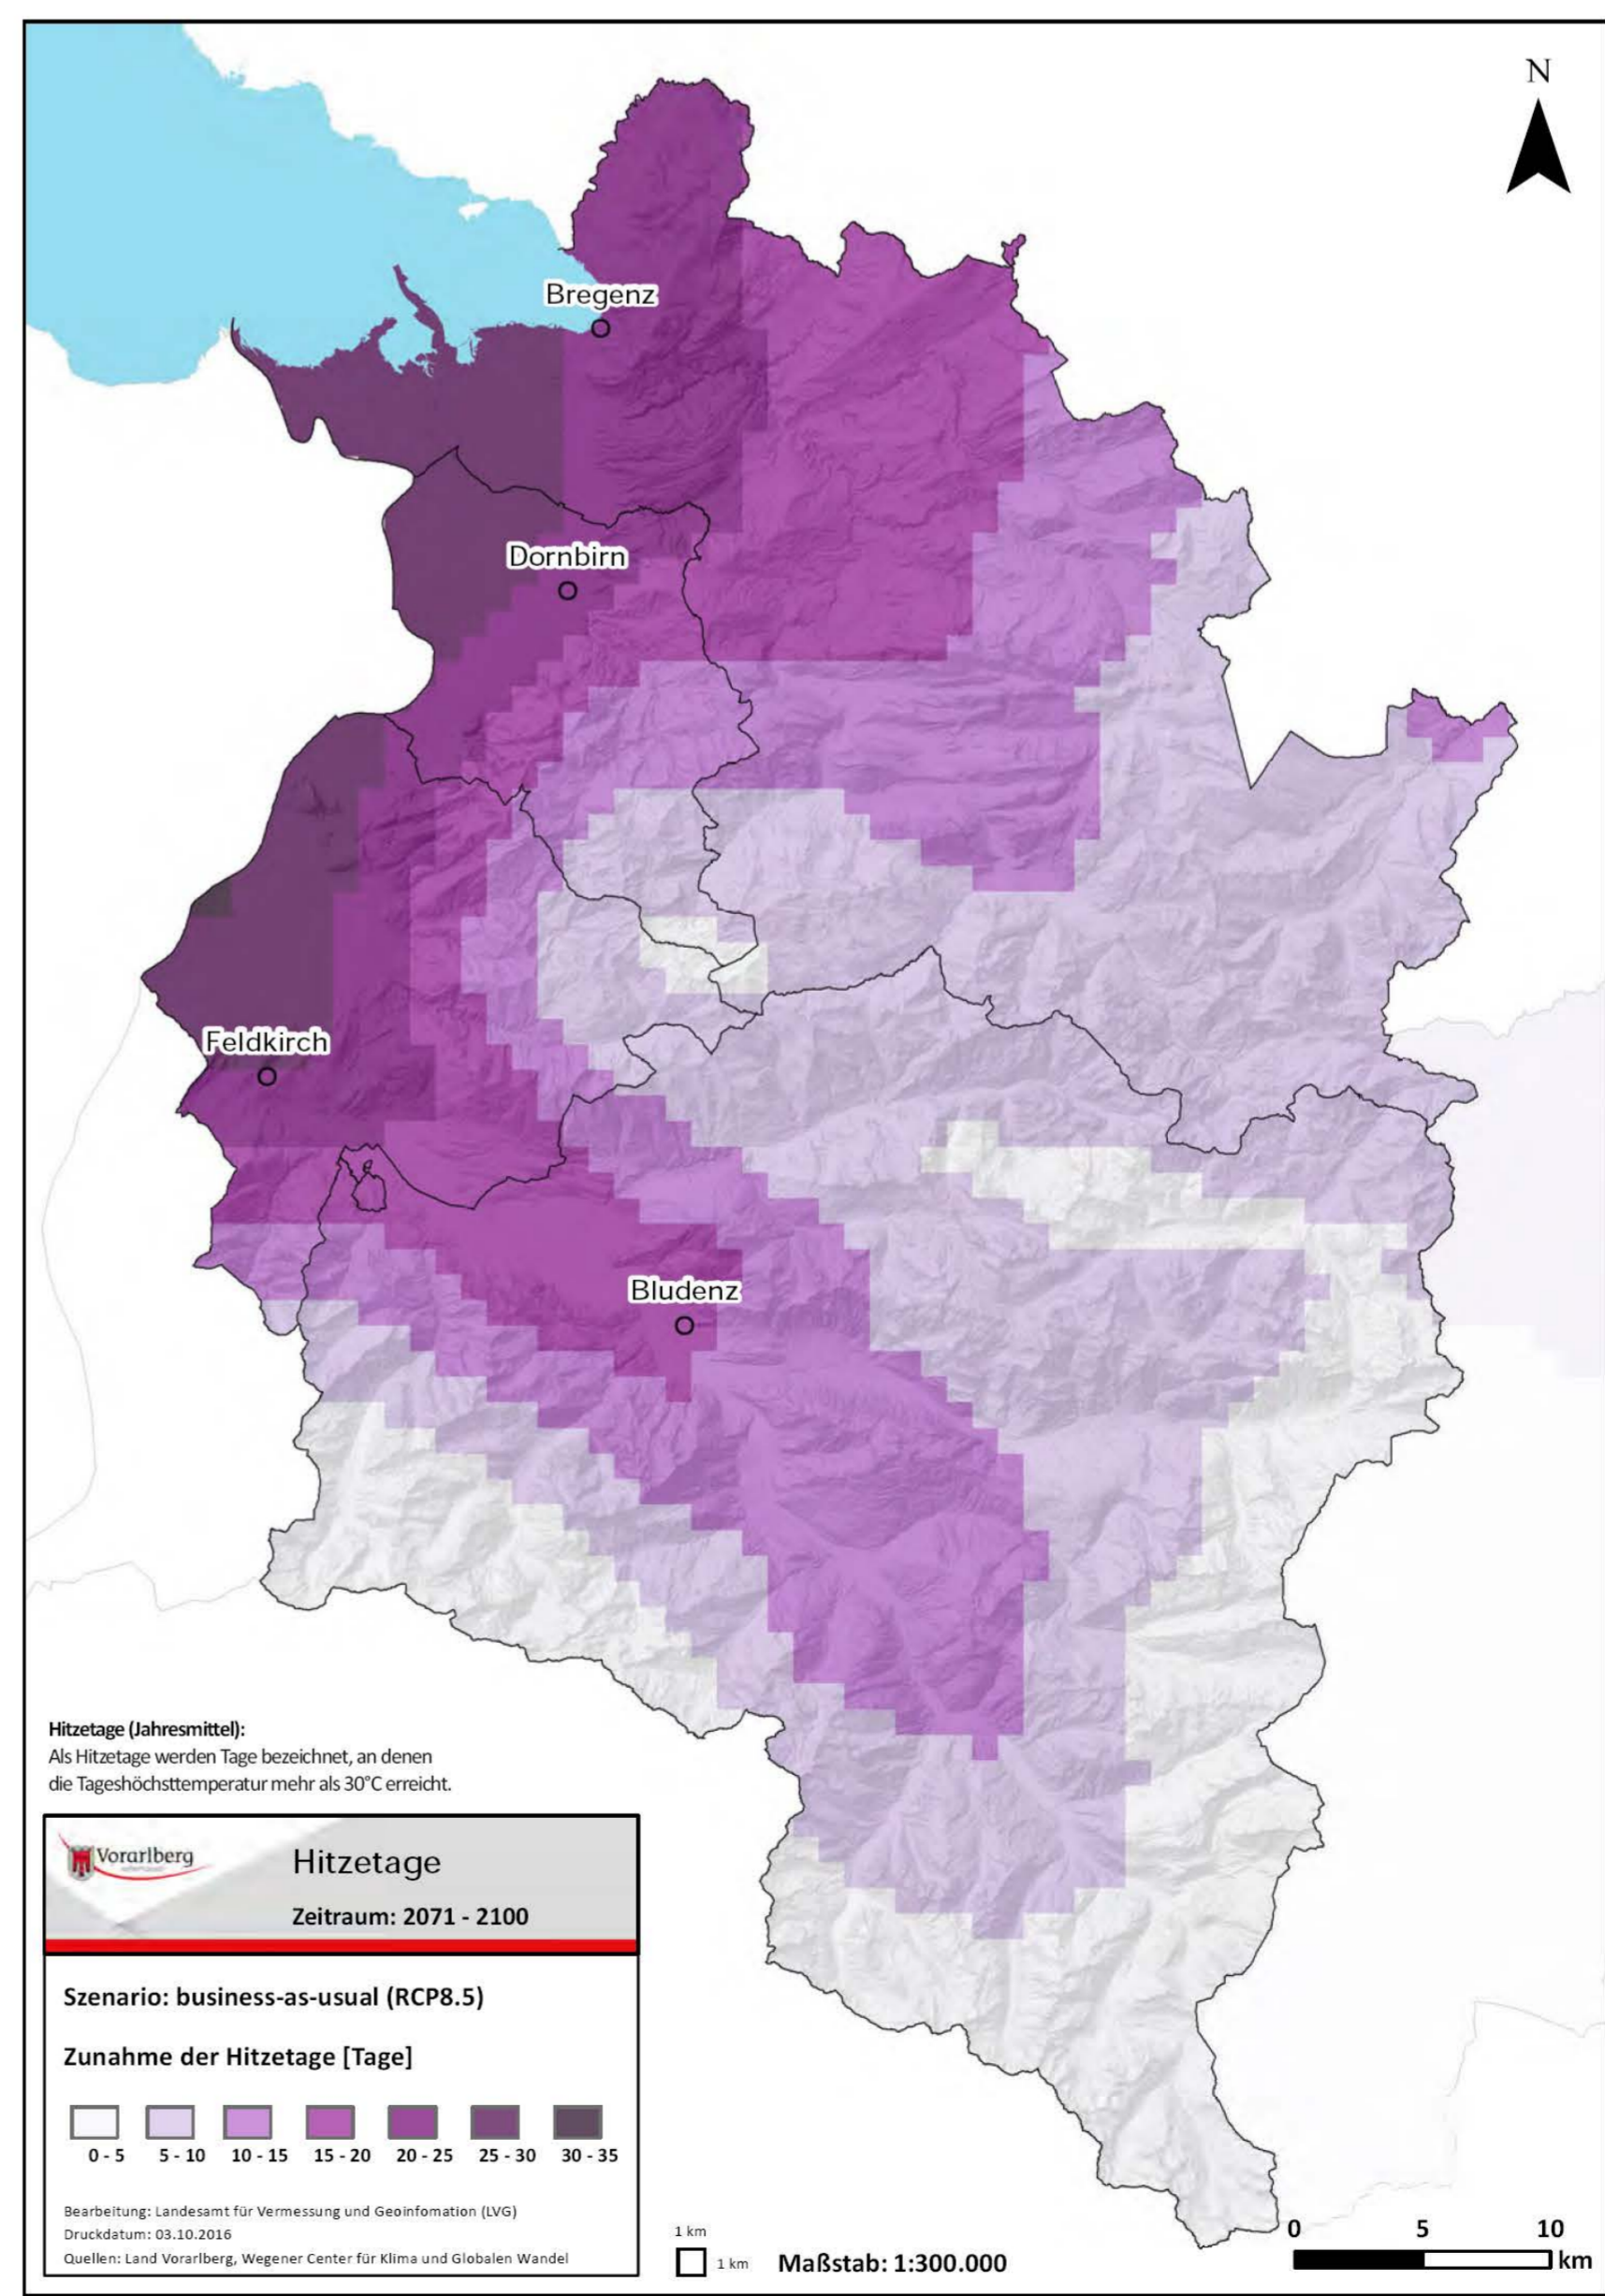 N
Bregenz
Dornbirn
Feldkirch
Bludenz
Hitzetage (Jahresmittel):
Als Hitzetage werden Tage bezeichnet, an denen
die Tageshöchsttemperatur mehr als 30°C erreicht.
Vorarlberg
Hitzetage
Zeitraum: 2071 - 2100
Szenario: business-as-usual (RCP8.5)
Zunahme der Hitzetage [Tage]
0 - 5 5 - 10 10 - 15 15 - 20 20 - 25 25 - 30 30 - 35
Bearbeitung: Landesamt für Vermessung und Geoinfomation (LVG)
Druckdatum: 03.10.2016
Quellen: Land Vorarlberg, Wegener Center für Klima und Globalen Wandel
1 km
1 km
Maßstab: 1:300.000
0 5 10
km